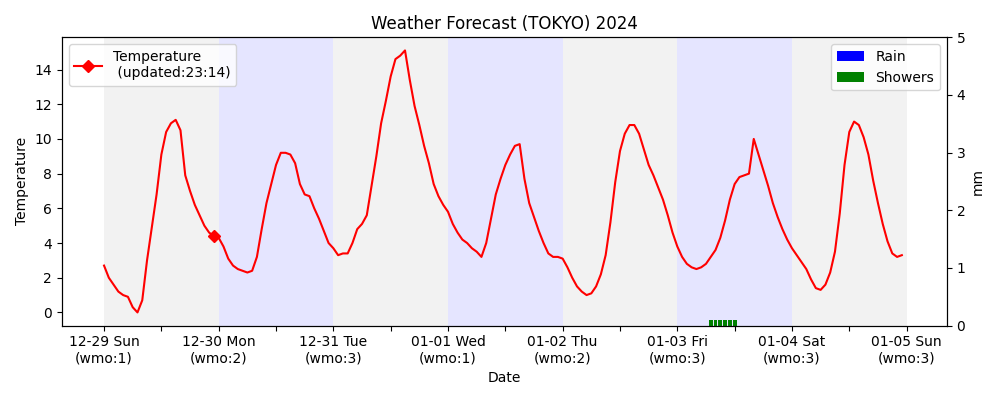 Weather Forecast (TOKYO) 2024
Temperature
(updated:23:14)
Rain
Showers
Temperature
14
12
10
8
6
4
2
0
5
4
3
2
1
0
mm
12-29 Sun
(wmo:1)
12-30 Mon
(wmo:2)
12-31 Tue
(wmo:3)
01-01 Wed
(wmo:1)
01-02 Thu
(wmo:2)
01-03 Fri
(wmo:3)
01-04 Sat
(wmo:3)
01-05 Sun
(wmo:3)
Date